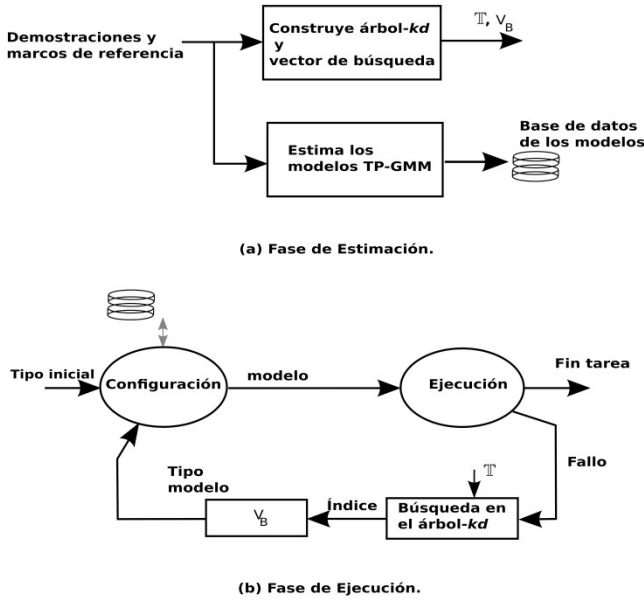 Demostraciones y
marcos de referencia
Construye árbol-kd
y
vector de búsqueda
𝕋, V_B
Estima los
modelos TP-GMM
Base de datos
de los modelos
(a) Fase de Estimación.
Tipo inicial
Configuración
modelo
Ejecución
Fin tarea
Fallo
𝕋
Búsqueda en
el árbol-kd
Índice
V_B
Tipo
modelo
(b) Fase de Ejecución.